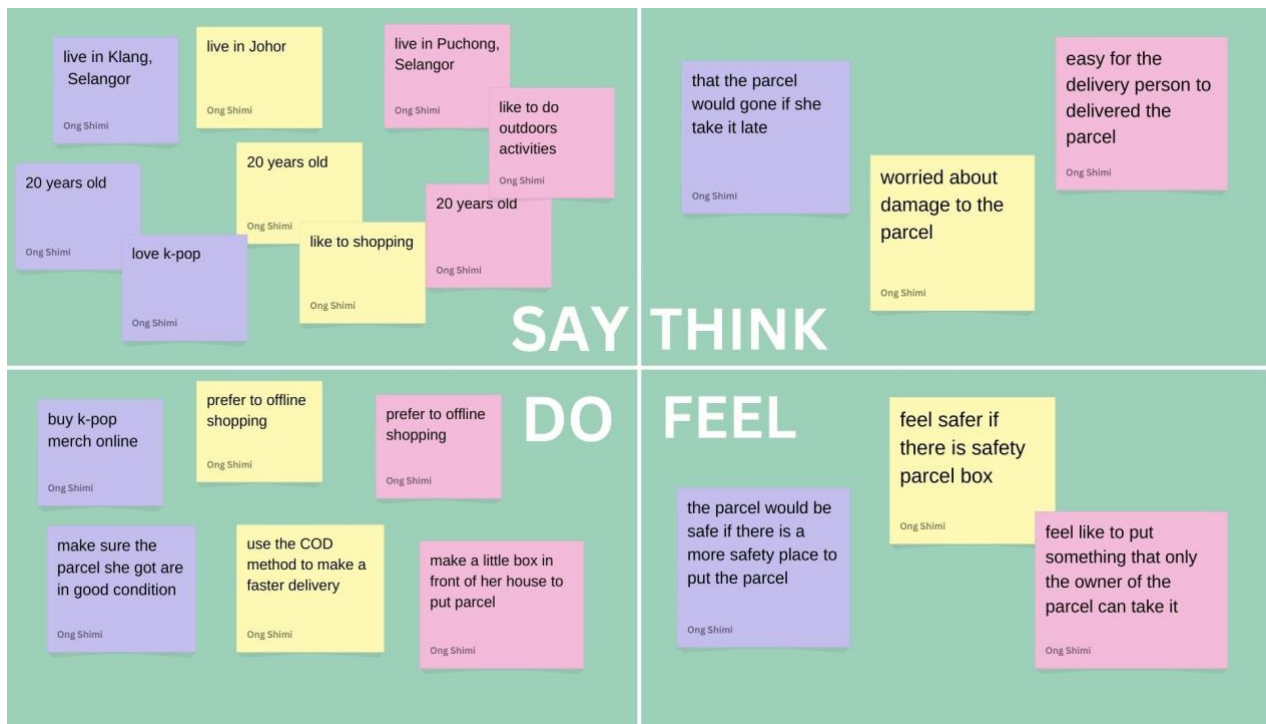 live in Klang,
Selangor
Ong Shimi
live in Johor
Ong Shimi
live in Puchong,
Selangor
Ong Shimi
like to do
outdoors
activities
Ong Shimi
20 years old
Ong Shimi
20 years old
Ong Shimi
20 years old
Ong Shimi
love k-pop
Ong Shimi
like to shopping
Ong Shimi
SAY
that the parcel
would gone if she
take it late
Ong Shimi
worried about
damage to the
parcel
Ong Shimi
easy for the
delivery person to
delivered the
parcel
Ong Shimi
THINK
DO
buy k-pop
merch online
Ong Shimi
prefer to offline
shopping
Ong Shimi
prefer to offline
shopping
Ong Shimi
make sure the
parcel she got are
in good condition
Ong Shimi
use the COD
method to make a
faster delivery
Ong Shimi
make a little box in
front of her house to
put parcel
Ong Shimi
FEEL
the parcel would be
safe if there is a
more safety place to
put the parcel
Ong Shimi
feel safer if
there is safety
parcel box
Ong Shimi
feel like to put
something that only
the owner of the
parcel can take it
Ong Shimi